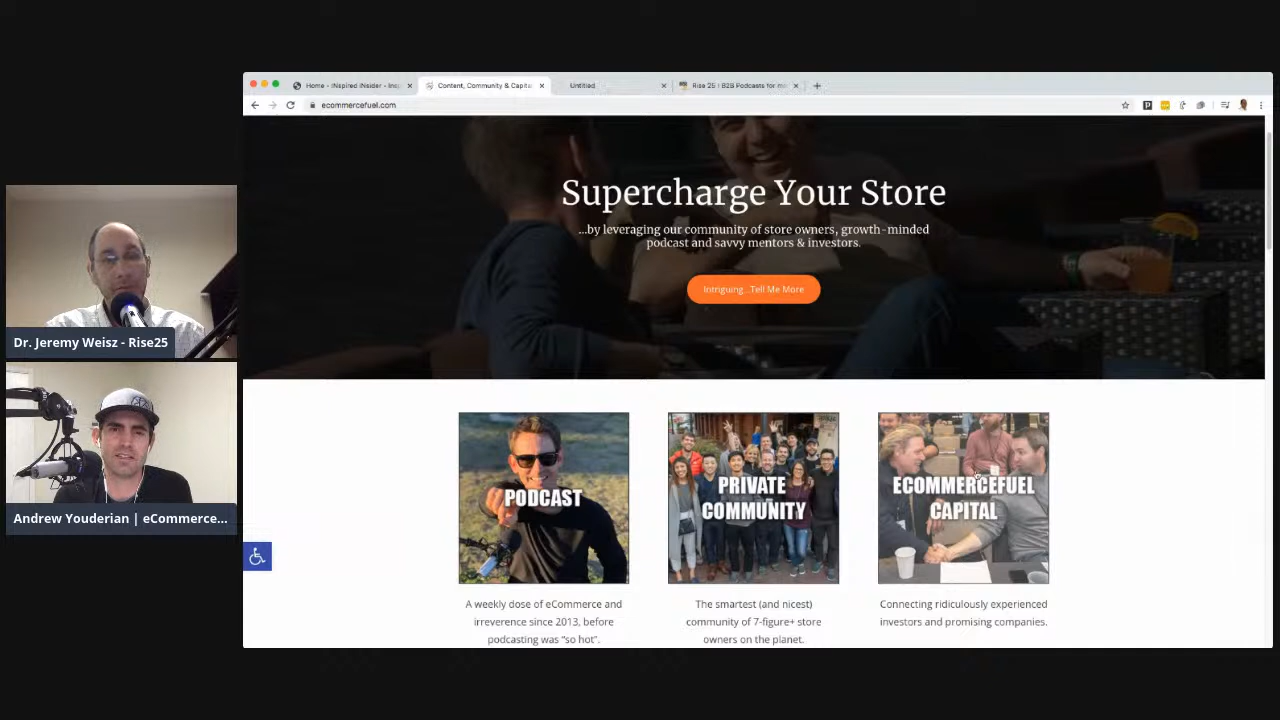 Home - INspired INsider - Insp
Content, Community & Capita
Untitled
Rise 25 | B2B Podcasts for m
ecommercefuel.com
Supercharge Your Store
...by leveraging our community of store owners, growth-minded
podcast and savvy mentors & investors.
Intriguing...Tell Me More
Dr. Jeremy Weisz - Rise25
Andrew Youderian | eCommerce...
PODCAST
PRIVATE
COMMUNITY
ECOMMERCEFUEL
CAPITAL
A weekly dose of eCommerce and
irreverence since 2013, before
podcasting was “so hot”.
The smartest (and nicest)
community of 7-figure+ store
owners on the planet.
Connecting ridiculously experienced
investors and promising companies.